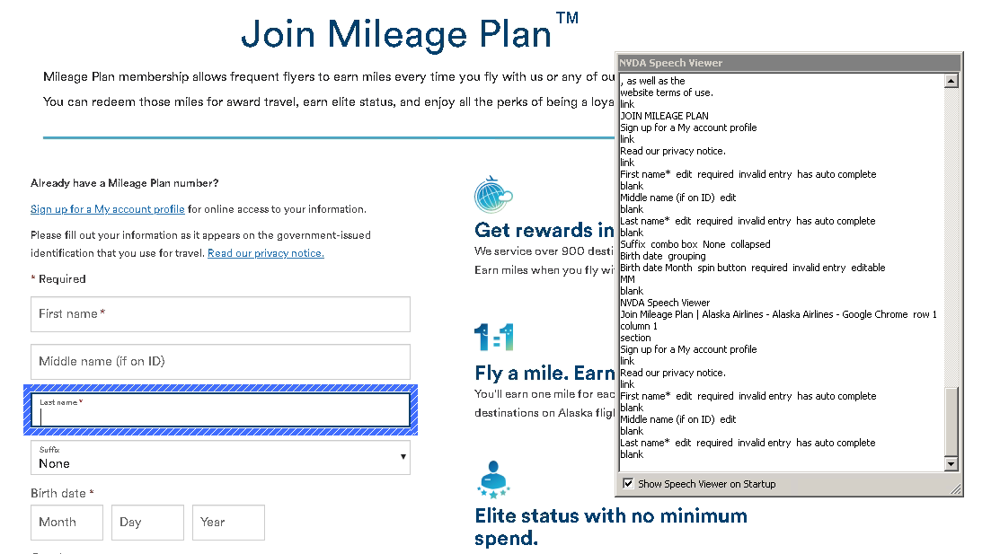 Join Mileage Plan™
Mileage Plan membership allows frequent flyers to earn miles every time you fly with us or any of ou
You can redeem those miles for award travel, earn elite status, and enjoy all the perks of being a loya
Already have a Mileage Plan number?
Sign up for a My account profile for online access to your information.
Please fill out your information as it appears on the government-issued
identification that you use for travel. Read our privacy notice.
* Required
First name*
Middle name (if on ID)
Last name*
Suffix
None
Birth date *
Month Day Year
Get rewards in
We service over 900 desti
Earn miles when you fly wi
1:1
Fly a mile. Earn
You'll earn one mile for eac
destinations on Alaska fligh
Elite status with no minimum
spend.
NVDA Speech Viewer
, as well as the
website terms of use.
link
JOIN MILEAGE PLAN
Sign up for a My account profile
link
Read our privacy notice.
link
First name*  edit  required  invalid entry  has auto complete
blank
Middle name (if on ID)  edit
blank
Last name*  edit  required  invalid entry  has auto complete
blank
Suffix  combo box  None  collapsed
Birth date  grouping
Birth date Month  spin button  required  invalid entry  editable
MM
blank
NVDA Speech Viewer
Join Mileage Plan | Alaska Airlines - Alaska Airlines - Google Chrome  row 1
column 1
section
Sign up for a My account profile
link
Read our privacy notice.
link
First name*  edit  required  invalid entry  has auto complete
blank
Middle name (if on ID)  edit
blank
Last name*  edit  required  invalid entry  has auto complete
blank
Show Speech Viewer on Startup